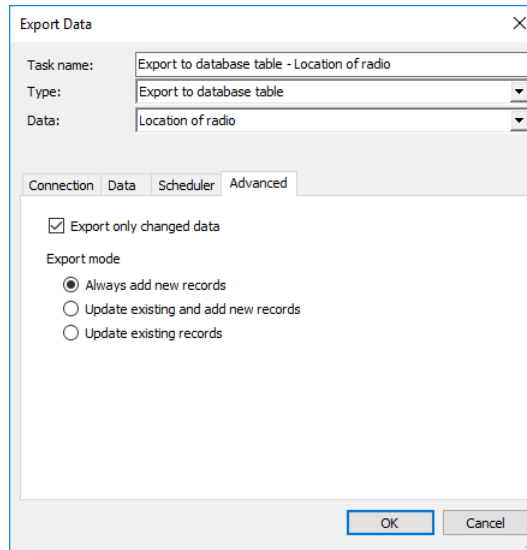 Export Data
Task name: Export to database table - Location of radio
Type: Export to database table
Data: Location of radio
Connection Data Scheduler Advanced
Export only changed data
Export mode
Always add new records
Update existing and add new records
Update existing records
OK Cancel